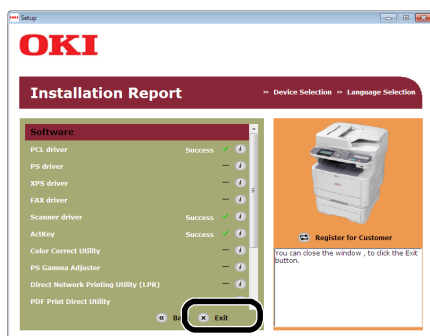 OKI Setup
OKI
Installation Report
» Device Selection » Language Selection
Software
PCL driver Success
PS driver
XPS driver
FAX driver
Scanner driver Success
ActKey Success
Color Correct Utility
PS Gamma Adjuster
Direct Network Printing Utility (LPR)
PDF Print Direct Utility
Exit
Register for Customer
You can close the window , to click the Exit
button.